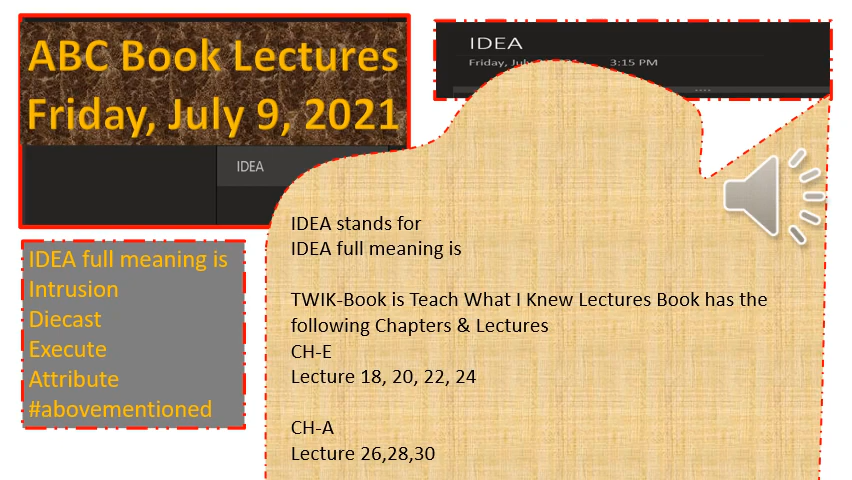 ABC Book Lectures
Friday, July 9, 2021
IDEA
IDEA
Friday, 3:15 PM
IDEA full meaning is
Intrusion
Diecast
Execute
Attribute
#abovementioned
IDEA stands for
IDEA full meaning is
TWIK-Book is Teach What I Knew Lectures Book has the
following Chapters & Lectures
CH-E
Lecture 18, 20, 22, 24
CH-A
Lecture 26,28,30